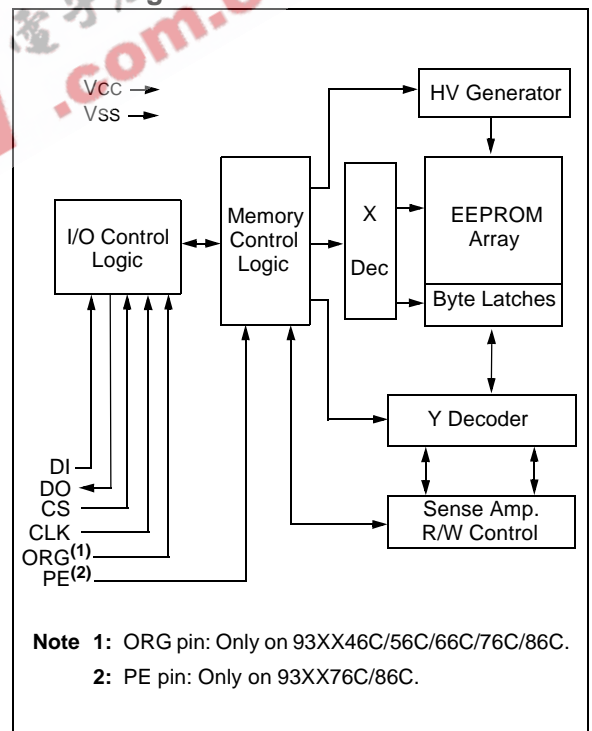 .com.c
Vcc
Vss
HV Generator
Memory
Control
Logic
X
Dec
EEPROM
Array
I/O Control
Logic
Byte Latches
Y Decoder
Sense Amp.
R/W Control
DI
DO
CS
CLK
ORG(1)
PE(2)
Note 1: ORG pin: Only on 93XX46C/56C/66C/76C/86C.
2: PE pin: Only on 93XX76C/86C.